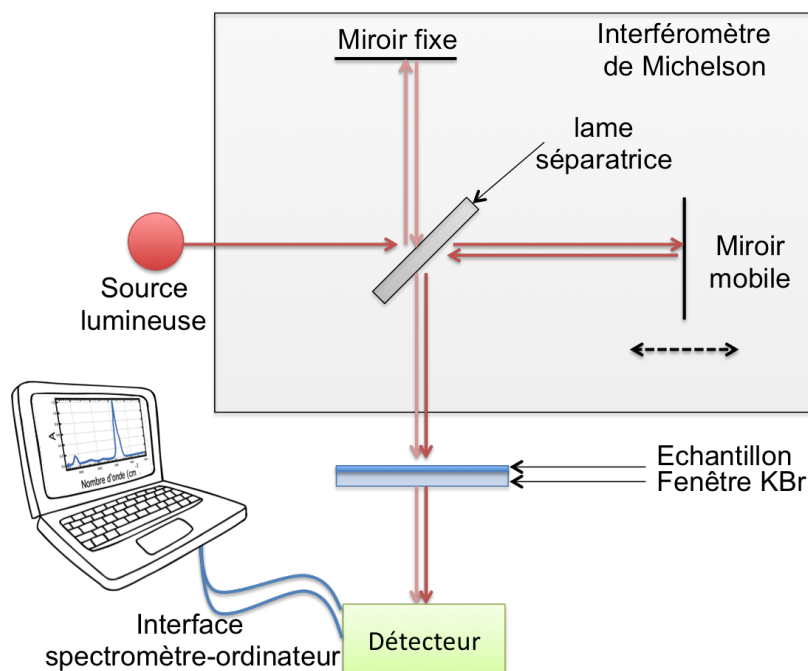 Miroir fixe
Interféromètre
de Michelson
lame
séparatrice
Source
lumineuse
Miroir
mobile
A
Nombre d'onde (cm -1)
Echantillon
Fenêtre KBr
Interface
spectromètre-ordinateur
Détecteur